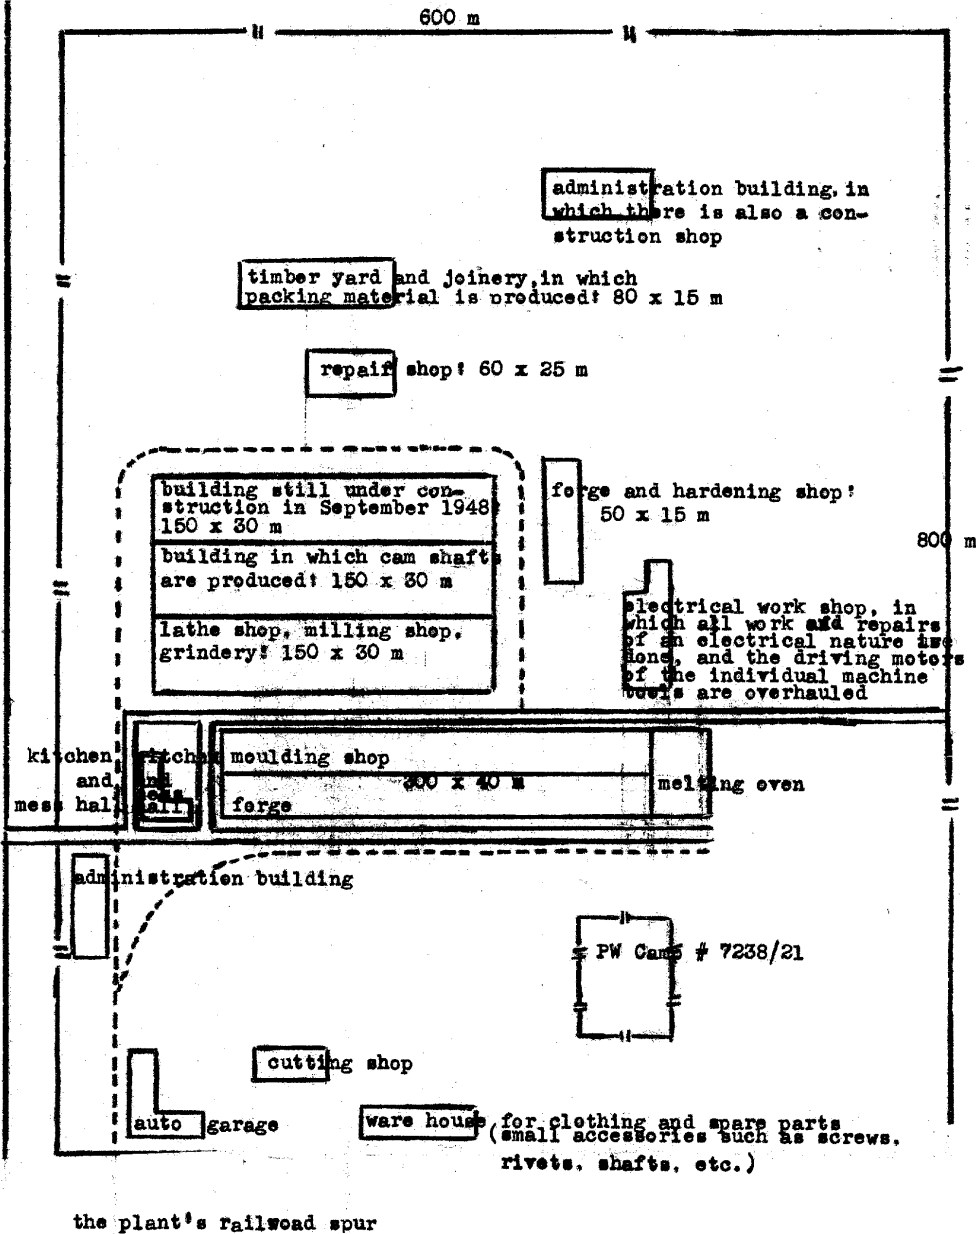 600 m
administration building, in
which there is also a con-
struction shop
timber yard and joinery, in which
packing material is produced: 80 x 15 m
repair shop: 60 x 25 m
building still under con-
struction in September 1948:
150 x 30 m
forge and hardening shop:
50 x 15 m
800 m
building in which cam shafts
are produced: 150 x 30 m
electrical work shop, in
which all work and repairs
of an electrical nature are
done, and the driving motors
of the individual machine
tools are overhauled
lathe shop, milling shop,
grindery: 150 x 30 m
kitchen
and
mess hall
kitchen
and
mess
hall
moulding shop
300 x 40 m
forge
melting oven
administration building
PW Camp # 7238/21
cutting shop
auto garage
ware house for clothing and spare parts
(small accessories such as screws,
rivets, shafts, etc.)
the plant's railwoad spur